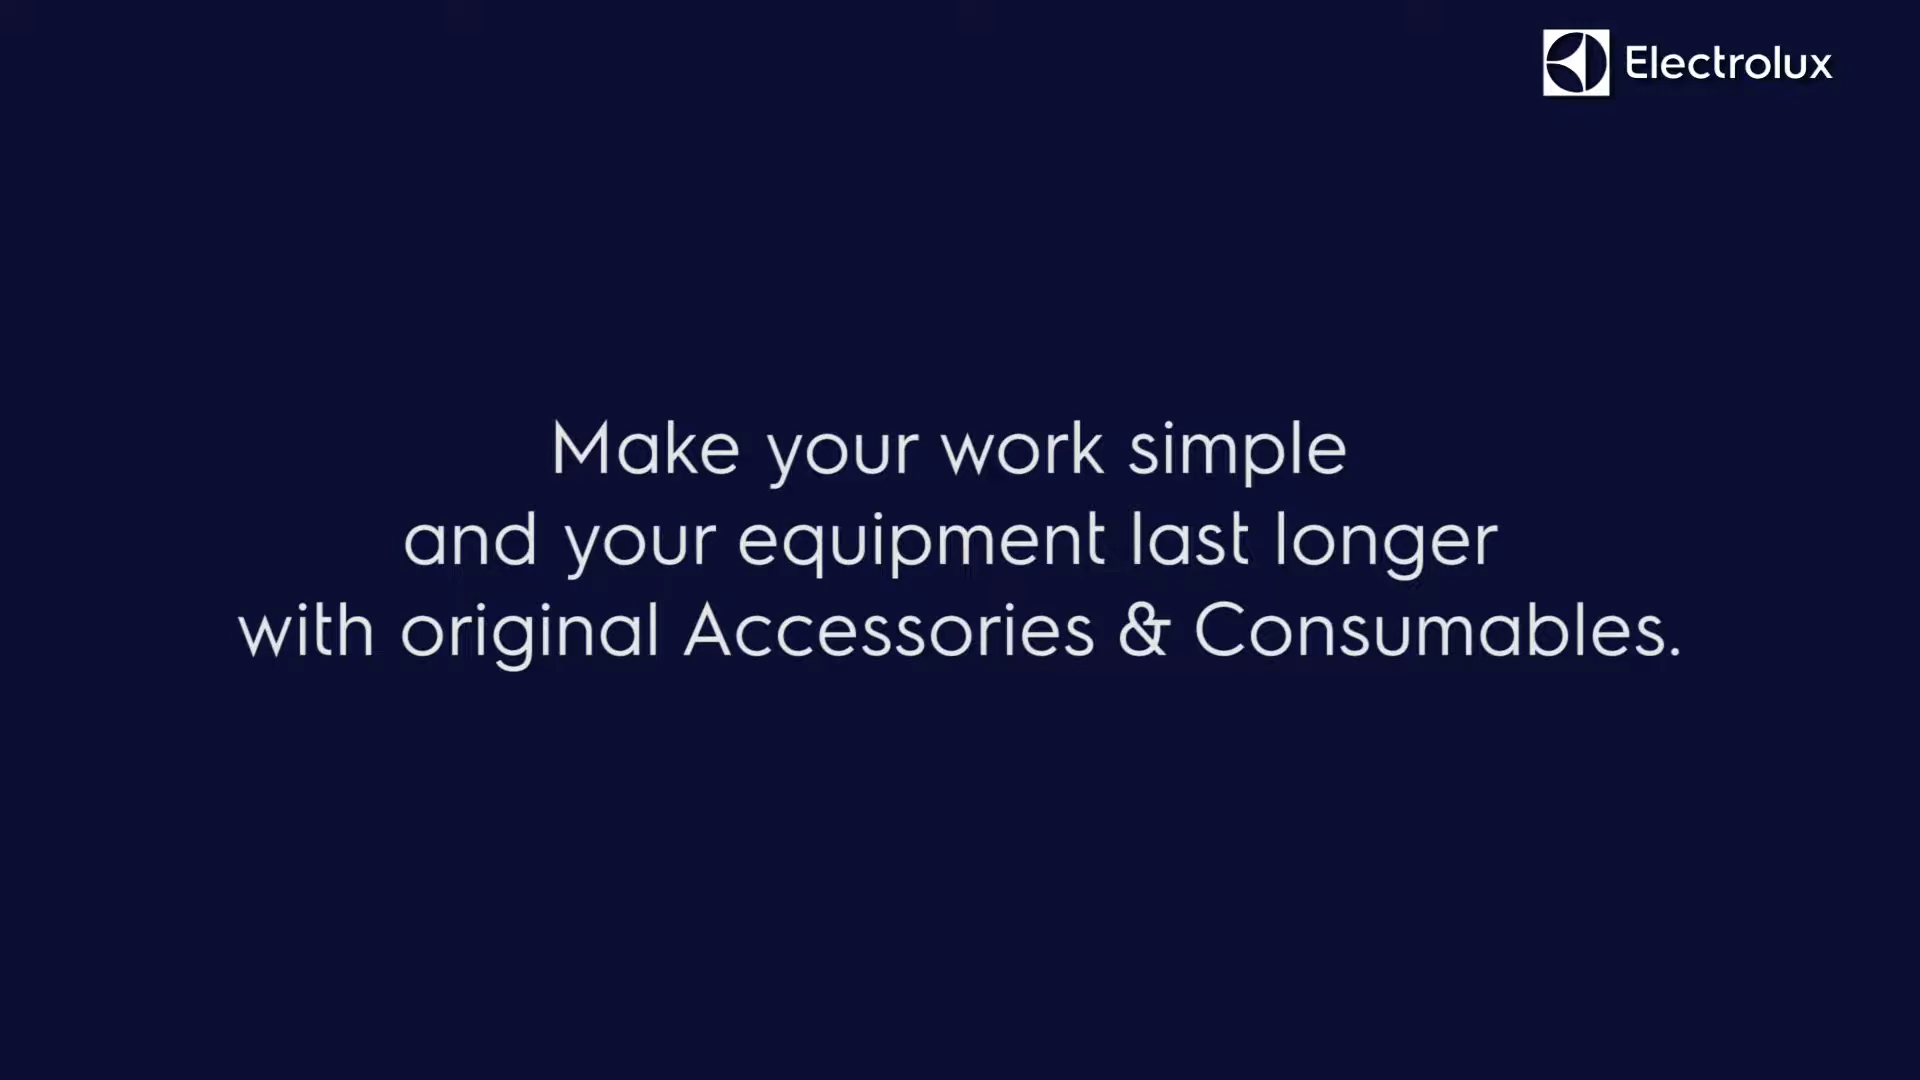 Electrolux
Make your work simple
and your equipment last longer
with original Accessories & Consumables.